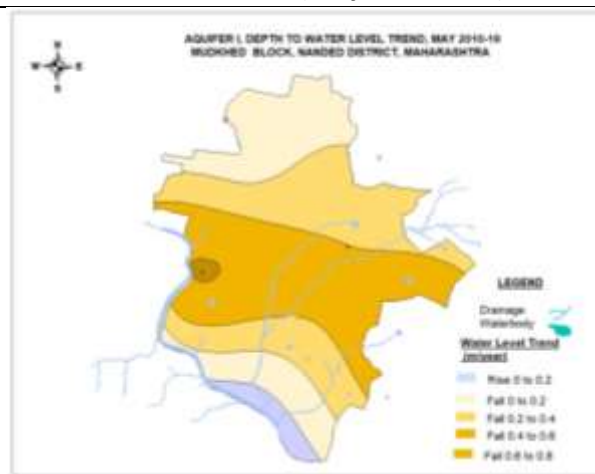 AQUIFER I, DEPTH TO WATER LEVEL TREND, MAY 2010-19
MUDKHED BLOCK, NANDED DISTRICT, MAHARASHTRA
N
W E
S
LEGEND
Drainage
Waterbody
Water Level Trend
(m/year)
Rise 0 to 0.2
Fall 0 to 0.2
Fall 0.2 to 0.4
Fall 0.4 to 0.6
Fall 0.6 to 0.8